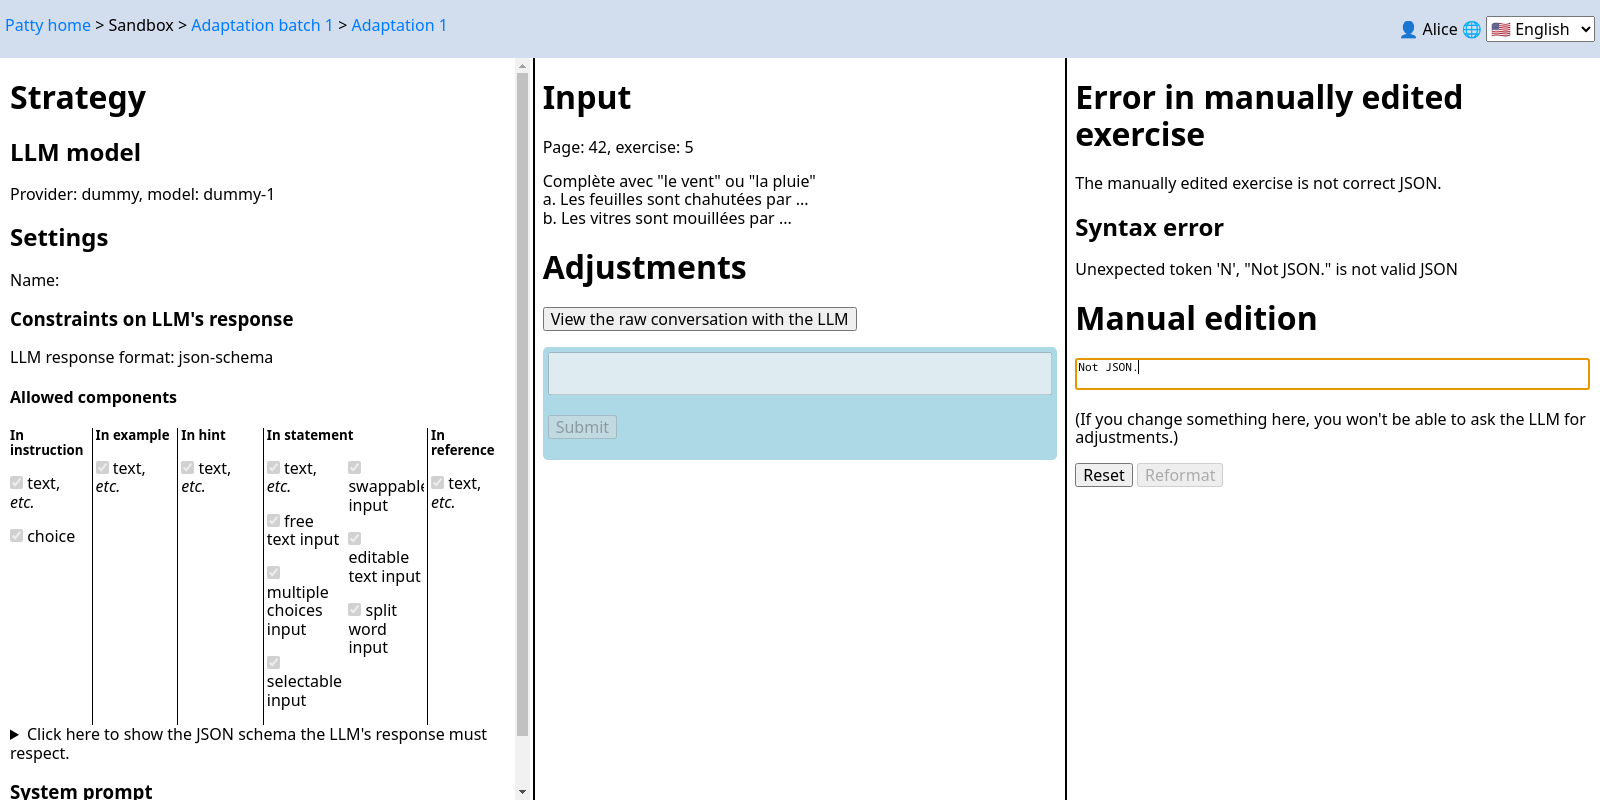 Patty home > Sandbox > Adaptation batch 1 > Adaptation 1
👤 Alice 🌐 🇺🇸 English
Strategy
LLM model
Provider: dummy, model: dummy-1
Settings
Name:
Constraints on LLM's response
LLM response format: json-schema
Allowed components
In
instruction
text,
etc.
choice
In example
text,
etc.
In hint
text,
etc.
In statement
text,
etc.
free
text input
multiple
choices
input
selectable
input
swappable
input
editable
text input
split
word
input
In
reference
text,
etc.
Click here to show the JSON schema the LLM's response must
respect.
System prompt
Input
Page: 42, exercise: 5
Complète avec "le vent" ou "la pluie"
a. Les feuilles sont chahutées par ...
b. Les vitres sont mouillées par ...
Adjustments
View the raw conversation with the LLM
Submit
Error in manually edited
exercise
The manually edited exercise is not correct JSON.
Syntax error
Unexpected token 'N', "Not JSON." is not valid JSON
Manual edition
Not JSON.
(If you change something here, you won't be able to ask the LLM for
adjustments.)
Reset Reformat